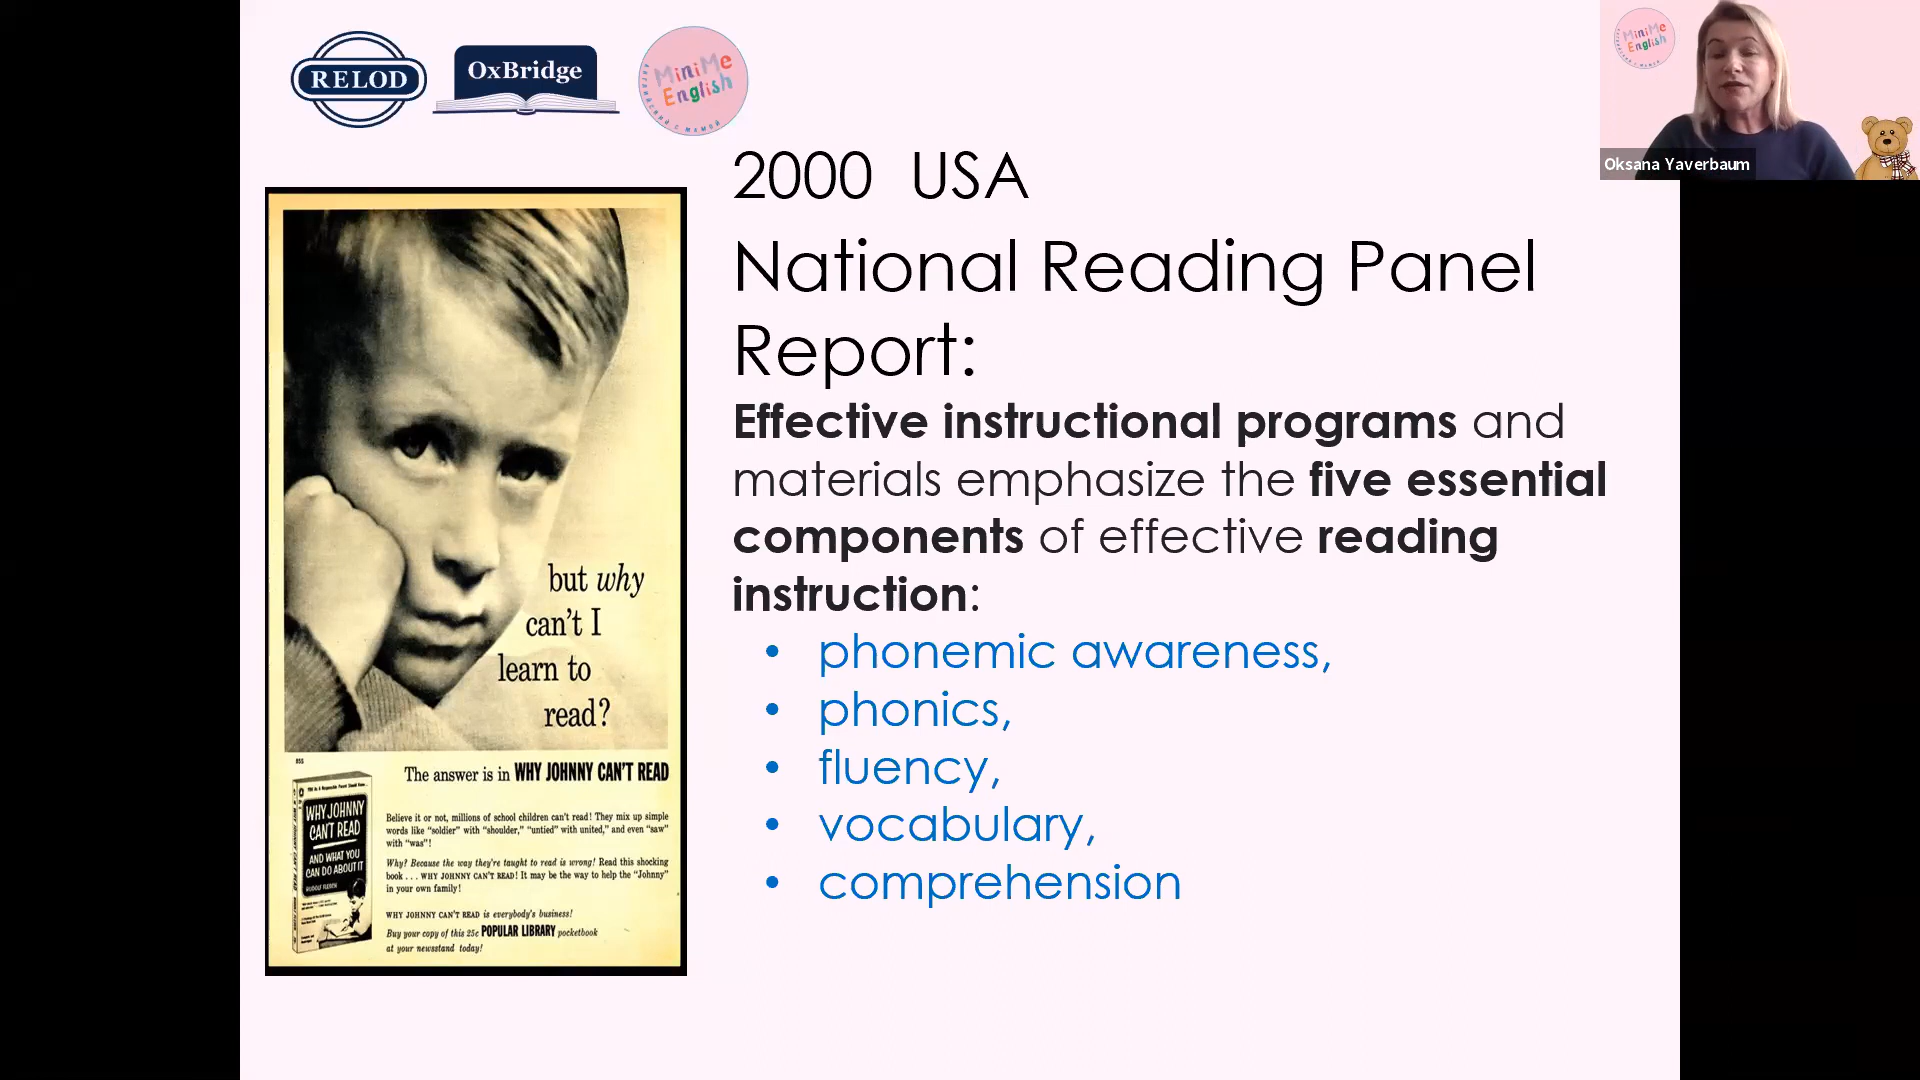 RELOD
OxBridge
MiniMe
English
АНГЛИЙСКИЙ С МАМОЙ
MiniMe
English
Oksana Yaverbaum
2000 USA
National Reading Panel
Report:
Effective instructional programs and
materials emphasize the five essential
components of effective reading
instruction:
• phonemic awareness,
• phonics,
• fluency,
• vocabulary,
• comprehension
but why
can't I
learn to
read?
855
The answer is in WHY JOHNNY CAN'T READ
Believe it or not, millions of school children can't read! They mix up simple
words like "soldier" with "shoulder," "untied" with united," and even "saw"
with "was"!
Why? Because the way they're taught to read is wrong! Read this shocking
book . . . WHY JOHNNY CAN'T READ! It may be the way to help the "Johnny"
in your own family!
WHY JOHNNY CAN'T READ is everybody's business!
Buy your copy of this 25c POPULAR LIBRARY pocketbook
at your newsstand today!
WHY JOHNNY
CAN'T READ
AND WHAT YOU
CAN DO ABOUT IT
RUDOLF FLESCH